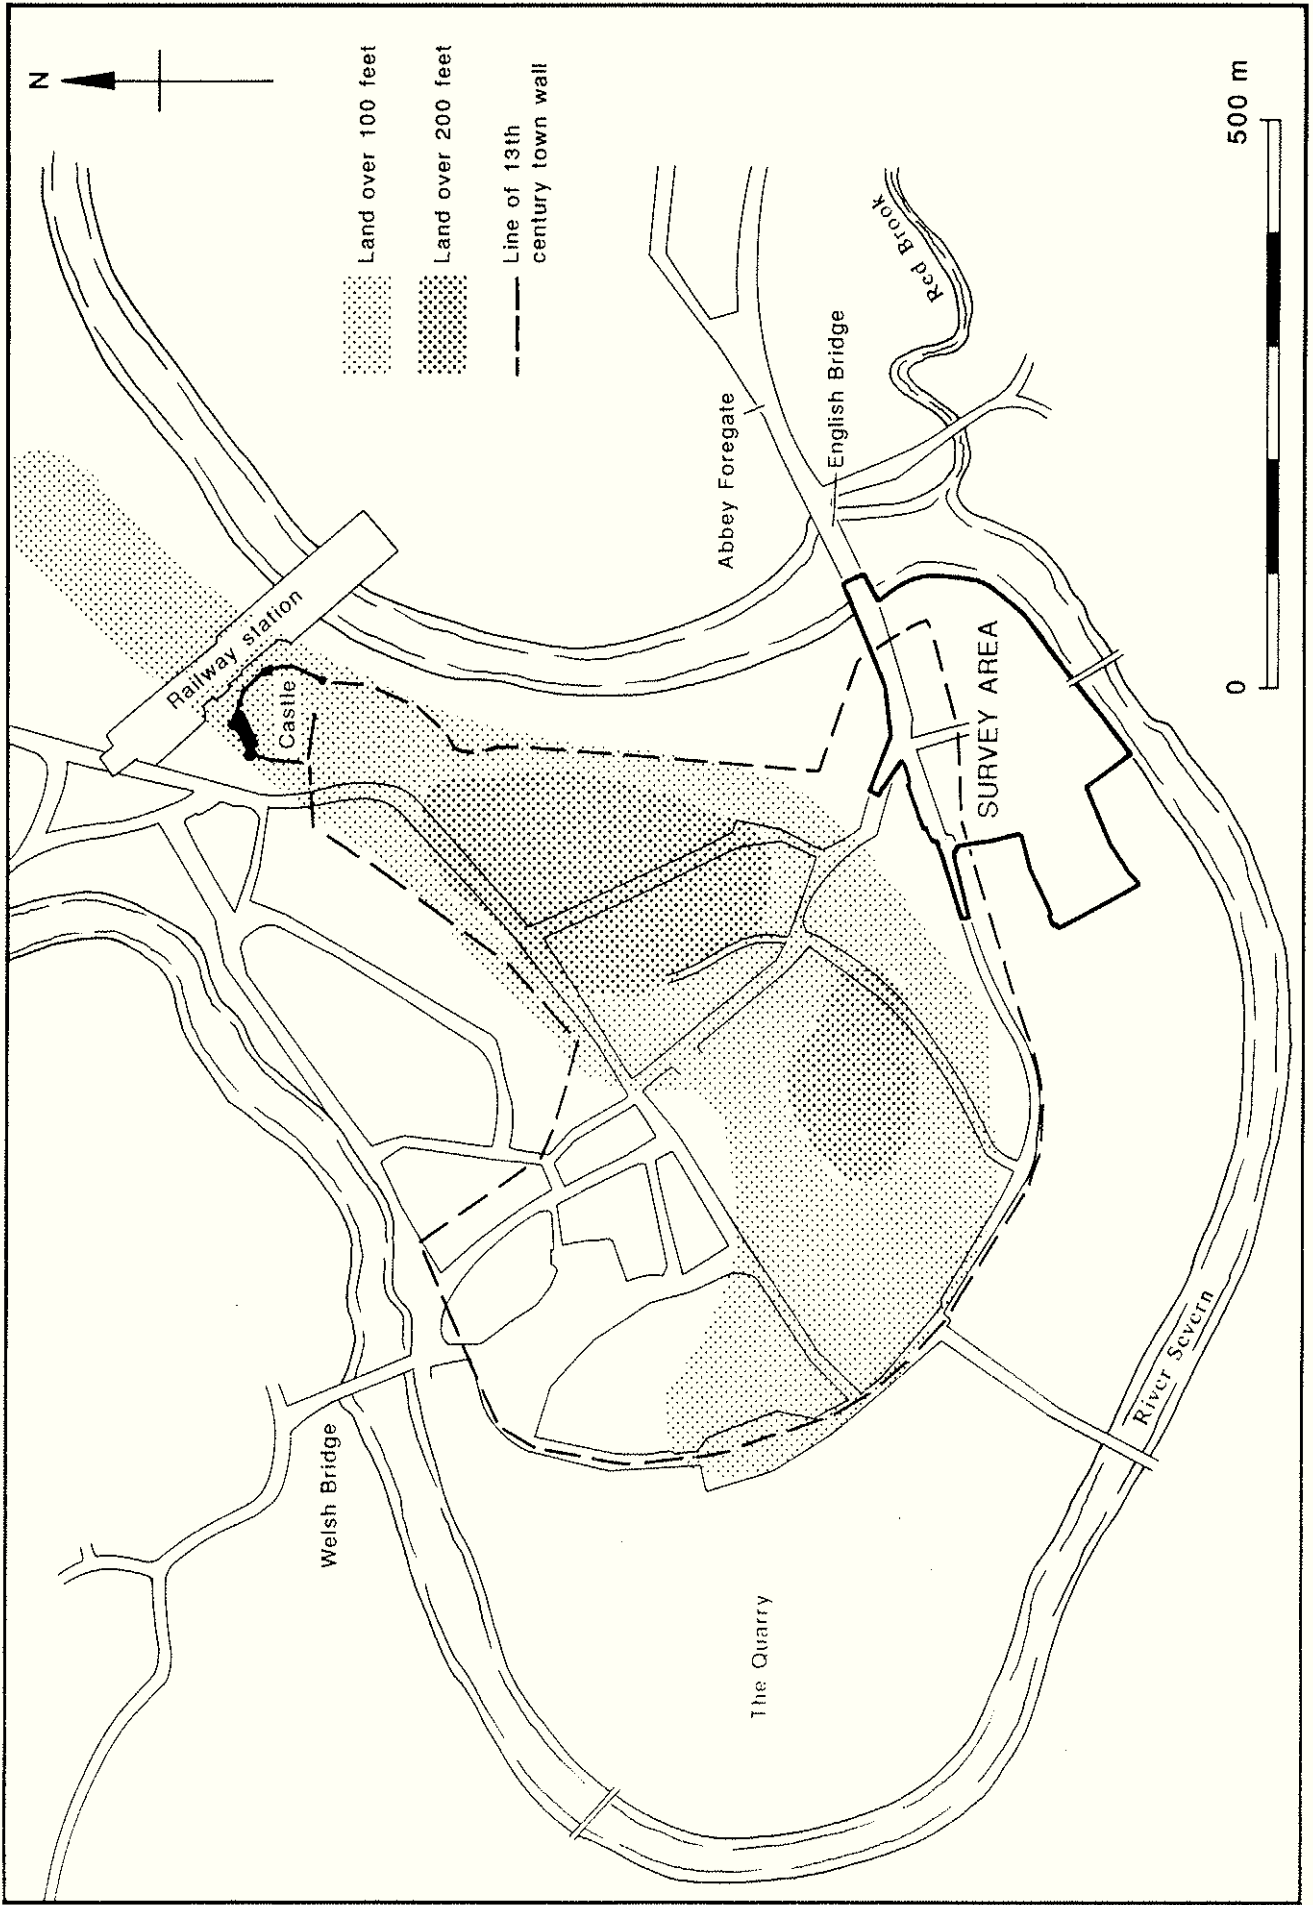 N
Land over 100 feet
Land over 200 feet
Line of 13th
century town wall
Railway station
Castle
Welsh Bridge
Abbey Foregate
English Bridge
Red Brook
SURVEY AREA
The Quarry
River Severn
0
500 m